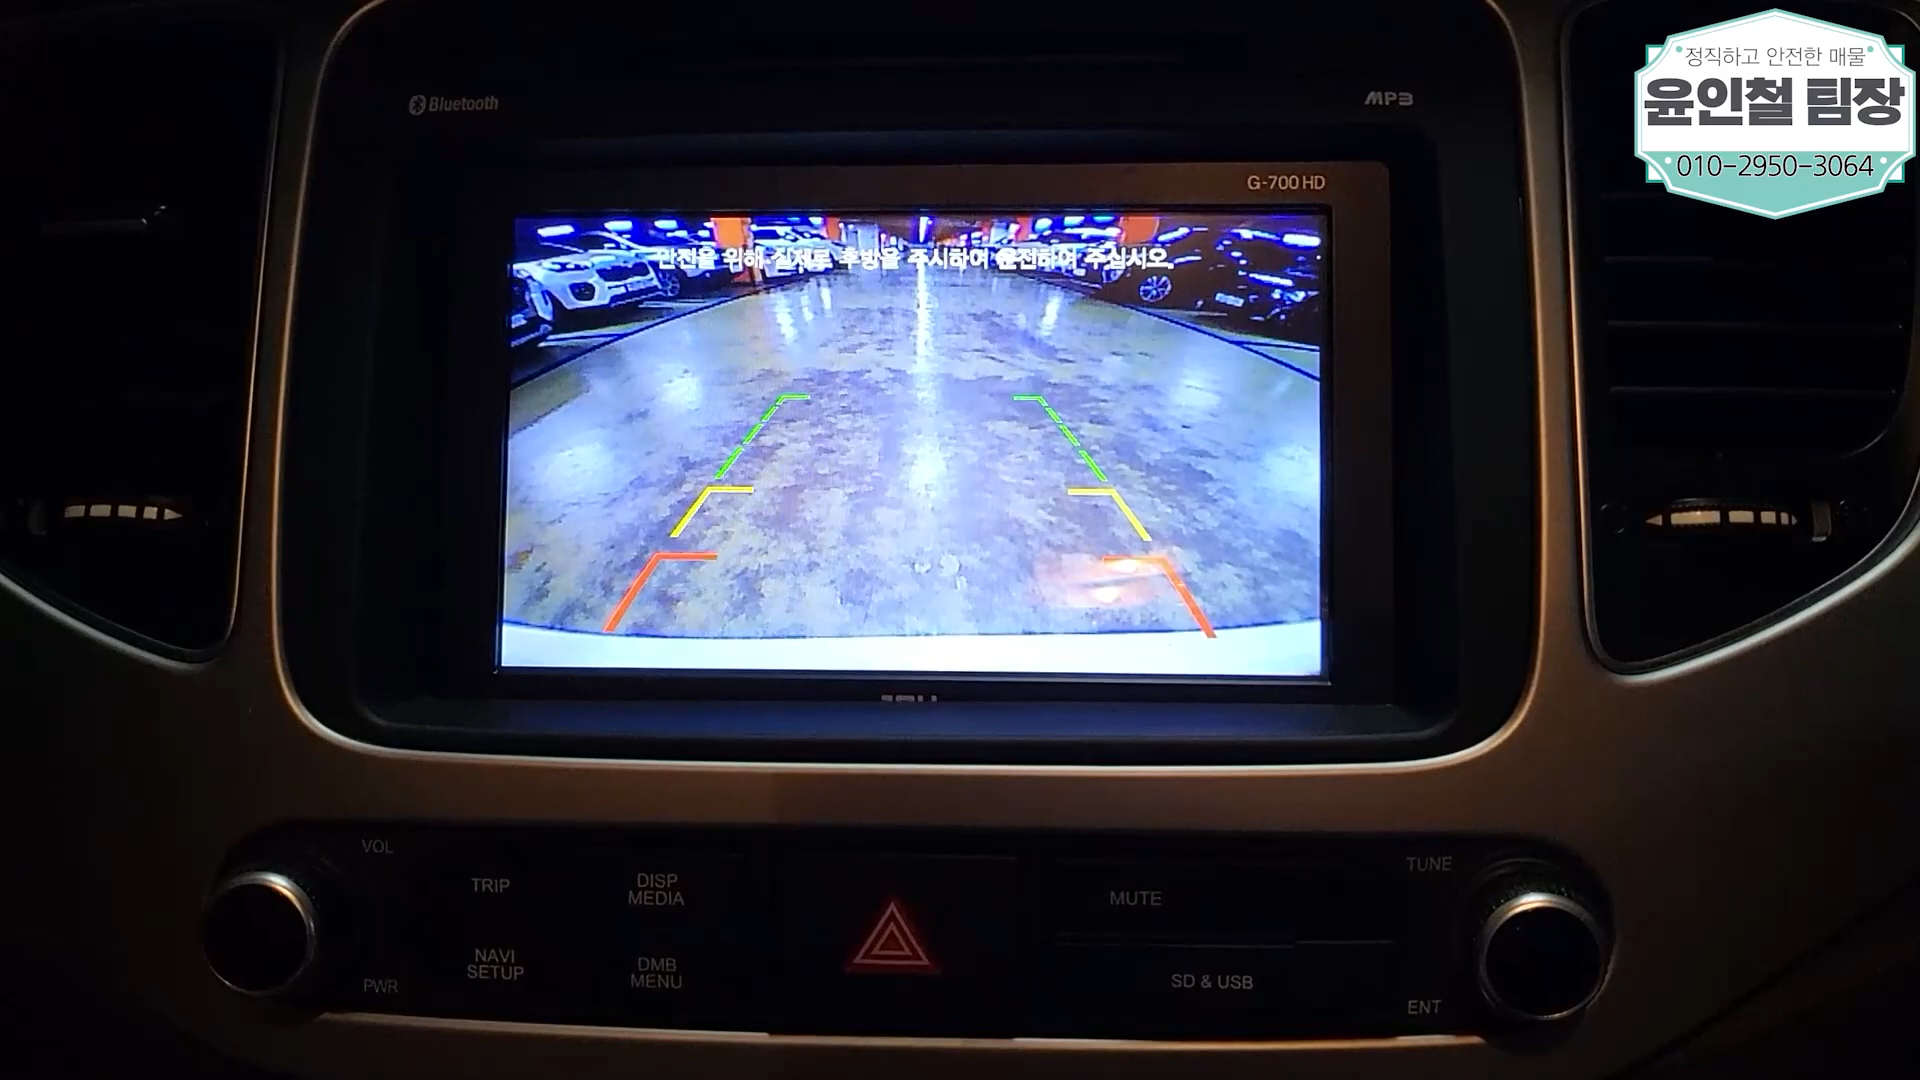 정직하고 안전한 매물
윤인철 팀장
010-2950-3064
Bluetooth
MP3
G-700 HD
안전을 위해 실제로 후방을 주시하여 운전하여 주십시오.
VOL
TRIP
DISP
MEDIA
MUTE
TUNE
NAVI
SETUP
DMB
MENU
SD & USB
PWR
ENT